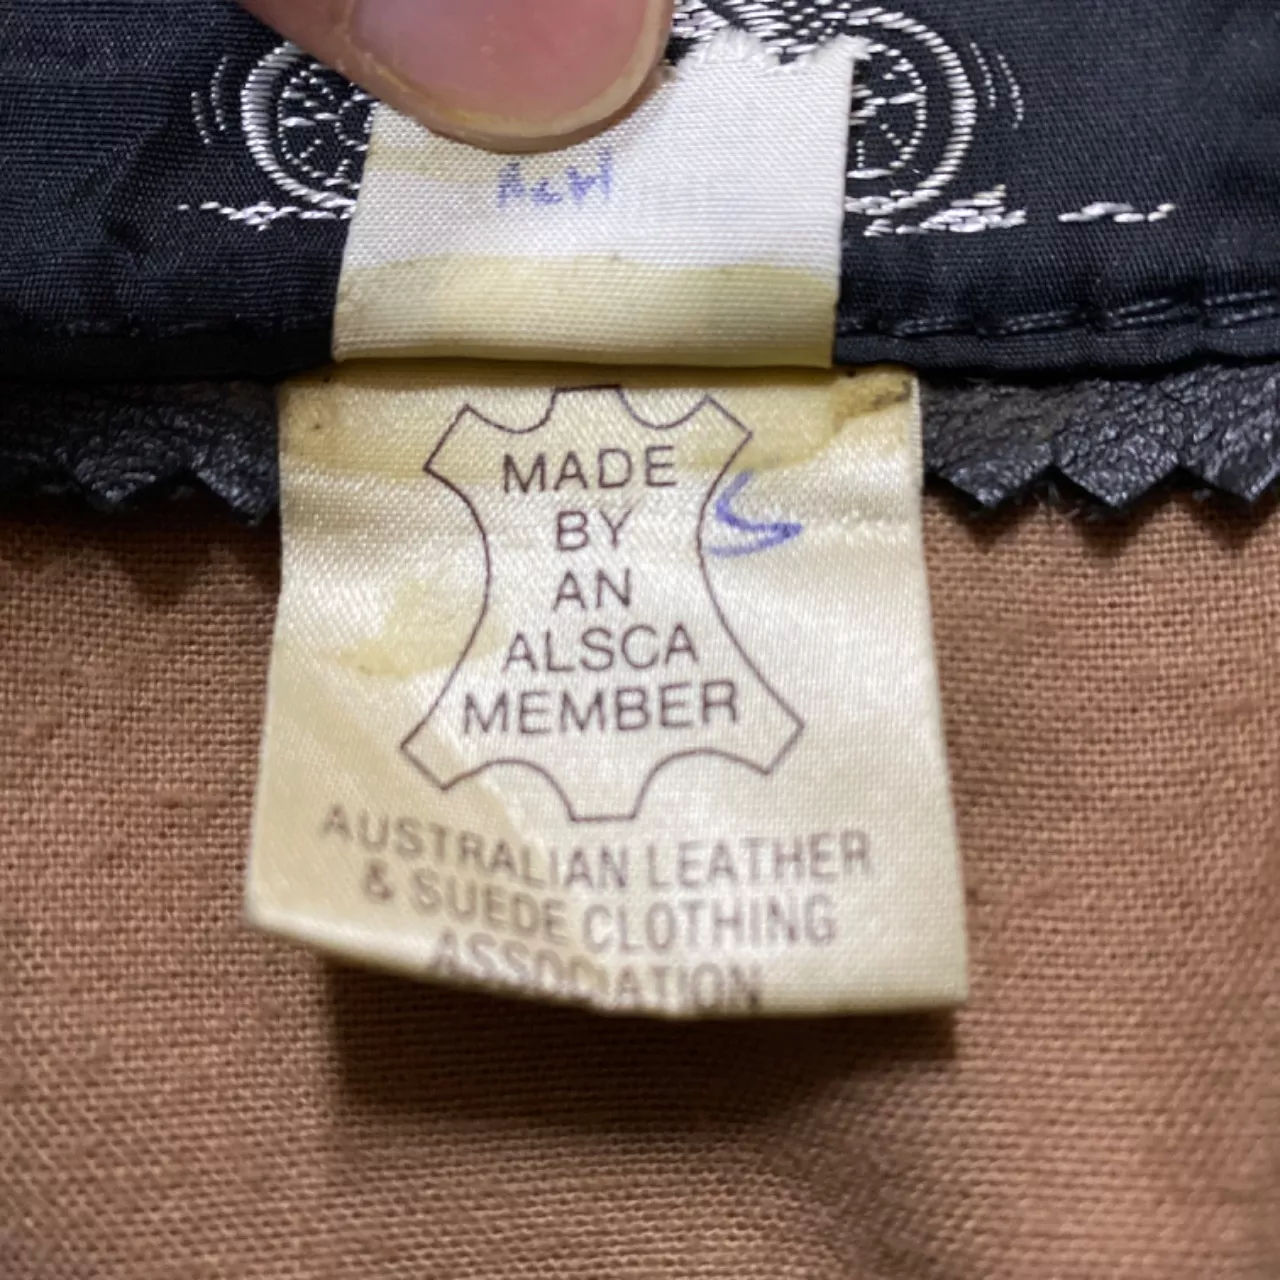 MADE
BY
AN
ALSCA
MEMBER
S
AUSTRALIAN LEATHER
& SUEDE CLOTHING
ASSOCIATION